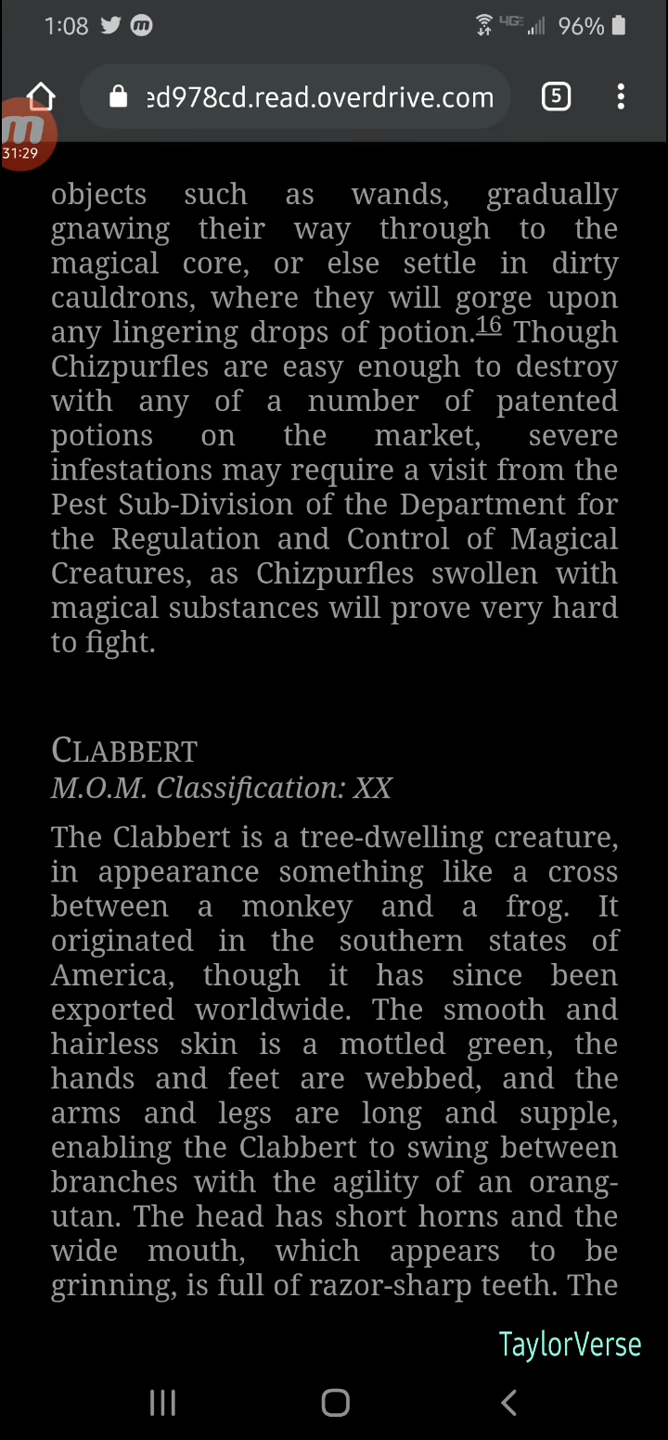 1:08
4GE
96%
ed978cd.read.overdrive.com
5
m
31:29
objects such as wands, gradually
gnawing their way through to the
magical core, or else settle in dirty
cauldrons, where they will gorge upon
any lingering drops of potion.16 Though
Chizpurfles are easy enough to destroy
with any of a number of patented
potions on the market, severe
infestations may require a visit from the
Pest Sub-Division of the Department for
the Regulation and Control of Magical
Creatures, as Chizpurfles swollen with
magical substances will prove very hard
to fight.
CLABBERT
M.O.M. Classification: XX
The Clabbert is a tree-dwelling creature,
in appearance something like a cross
between a monkey and a frog. It
originated in the southern states of
America, though it has since been
exported worldwide. The smooth and
hairless skin is a mottled green, the
hands and feet are webbed, and the
arms and legs are long and supple,
enabling the Clabbert to swing between
branches with the agility of an orang-
utan. The head has short horns and the
wide mouth, which appears to be
grinning, is full of razor-sharp teeth. The
TaylorVerse